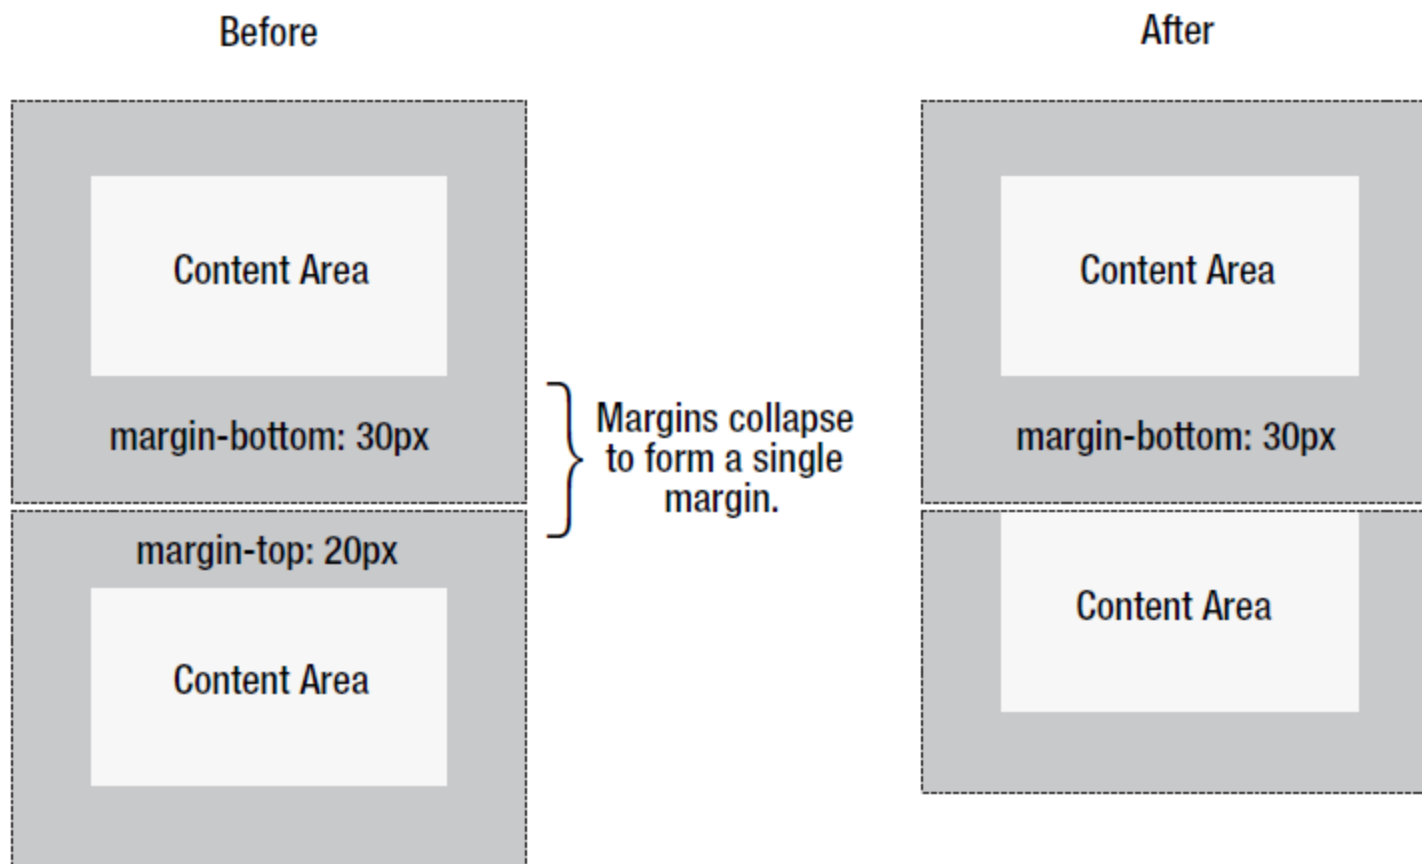 Before
After
Content Area
Content Area
margin-bottom: 30px
Margins collapse
to form a single
margin.
margin-bottom: 30px
margin-top: 20px
Content Area
Content Area